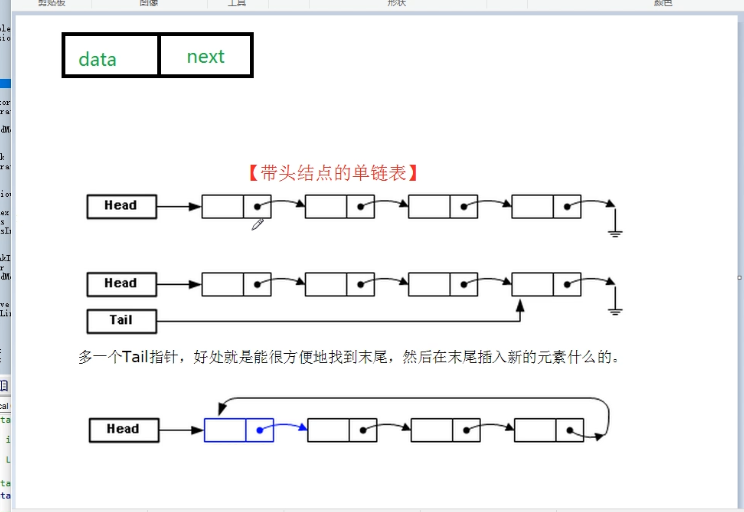 剪贴板 图像 工具 形状 颜色
data next
【带头结点的单链表】
Head
Head
Tail
多一个Tail指针，好处就是能很方便地找到末尾，然后在末尾插入新的元素什么的。
Head